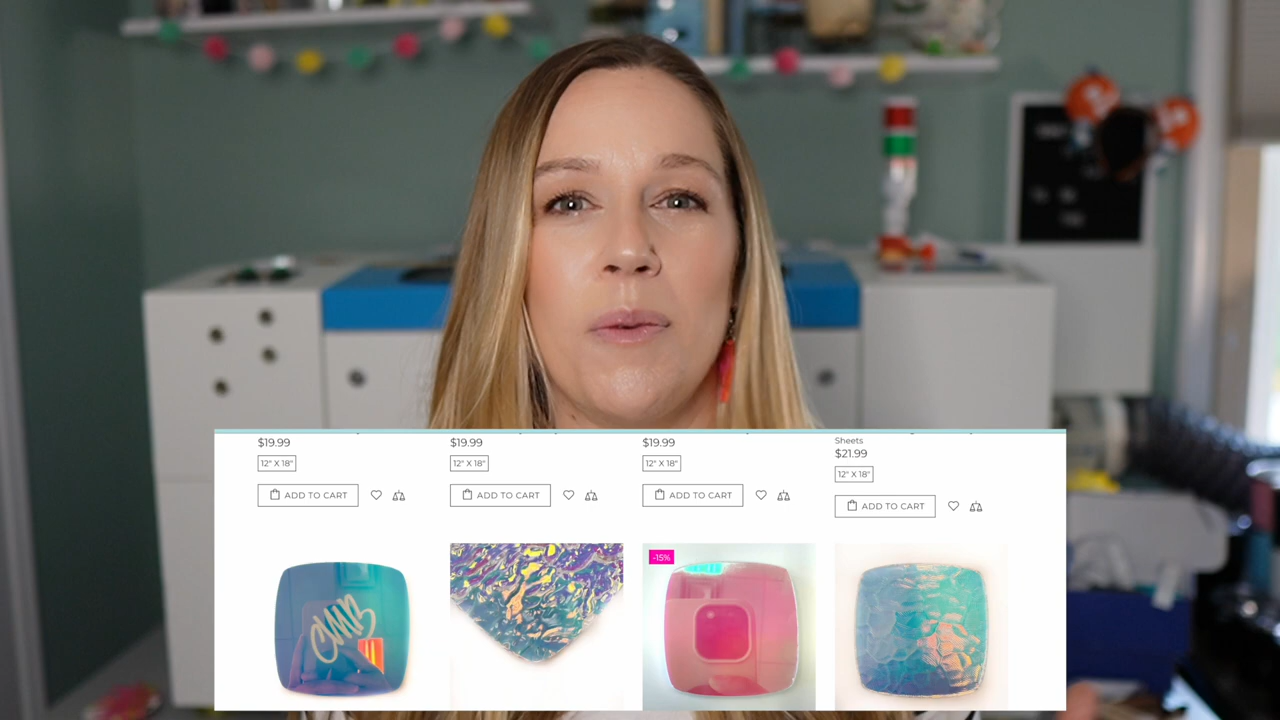 $19.99
$19.99
$19.99
Sheets
$21.99
12" X 18"
12" X 18"
12" X 18"
12" X 18"
ADD TO CART
ADD TO CART
ADD TO CART
ADD TO CART
-15%
CMB